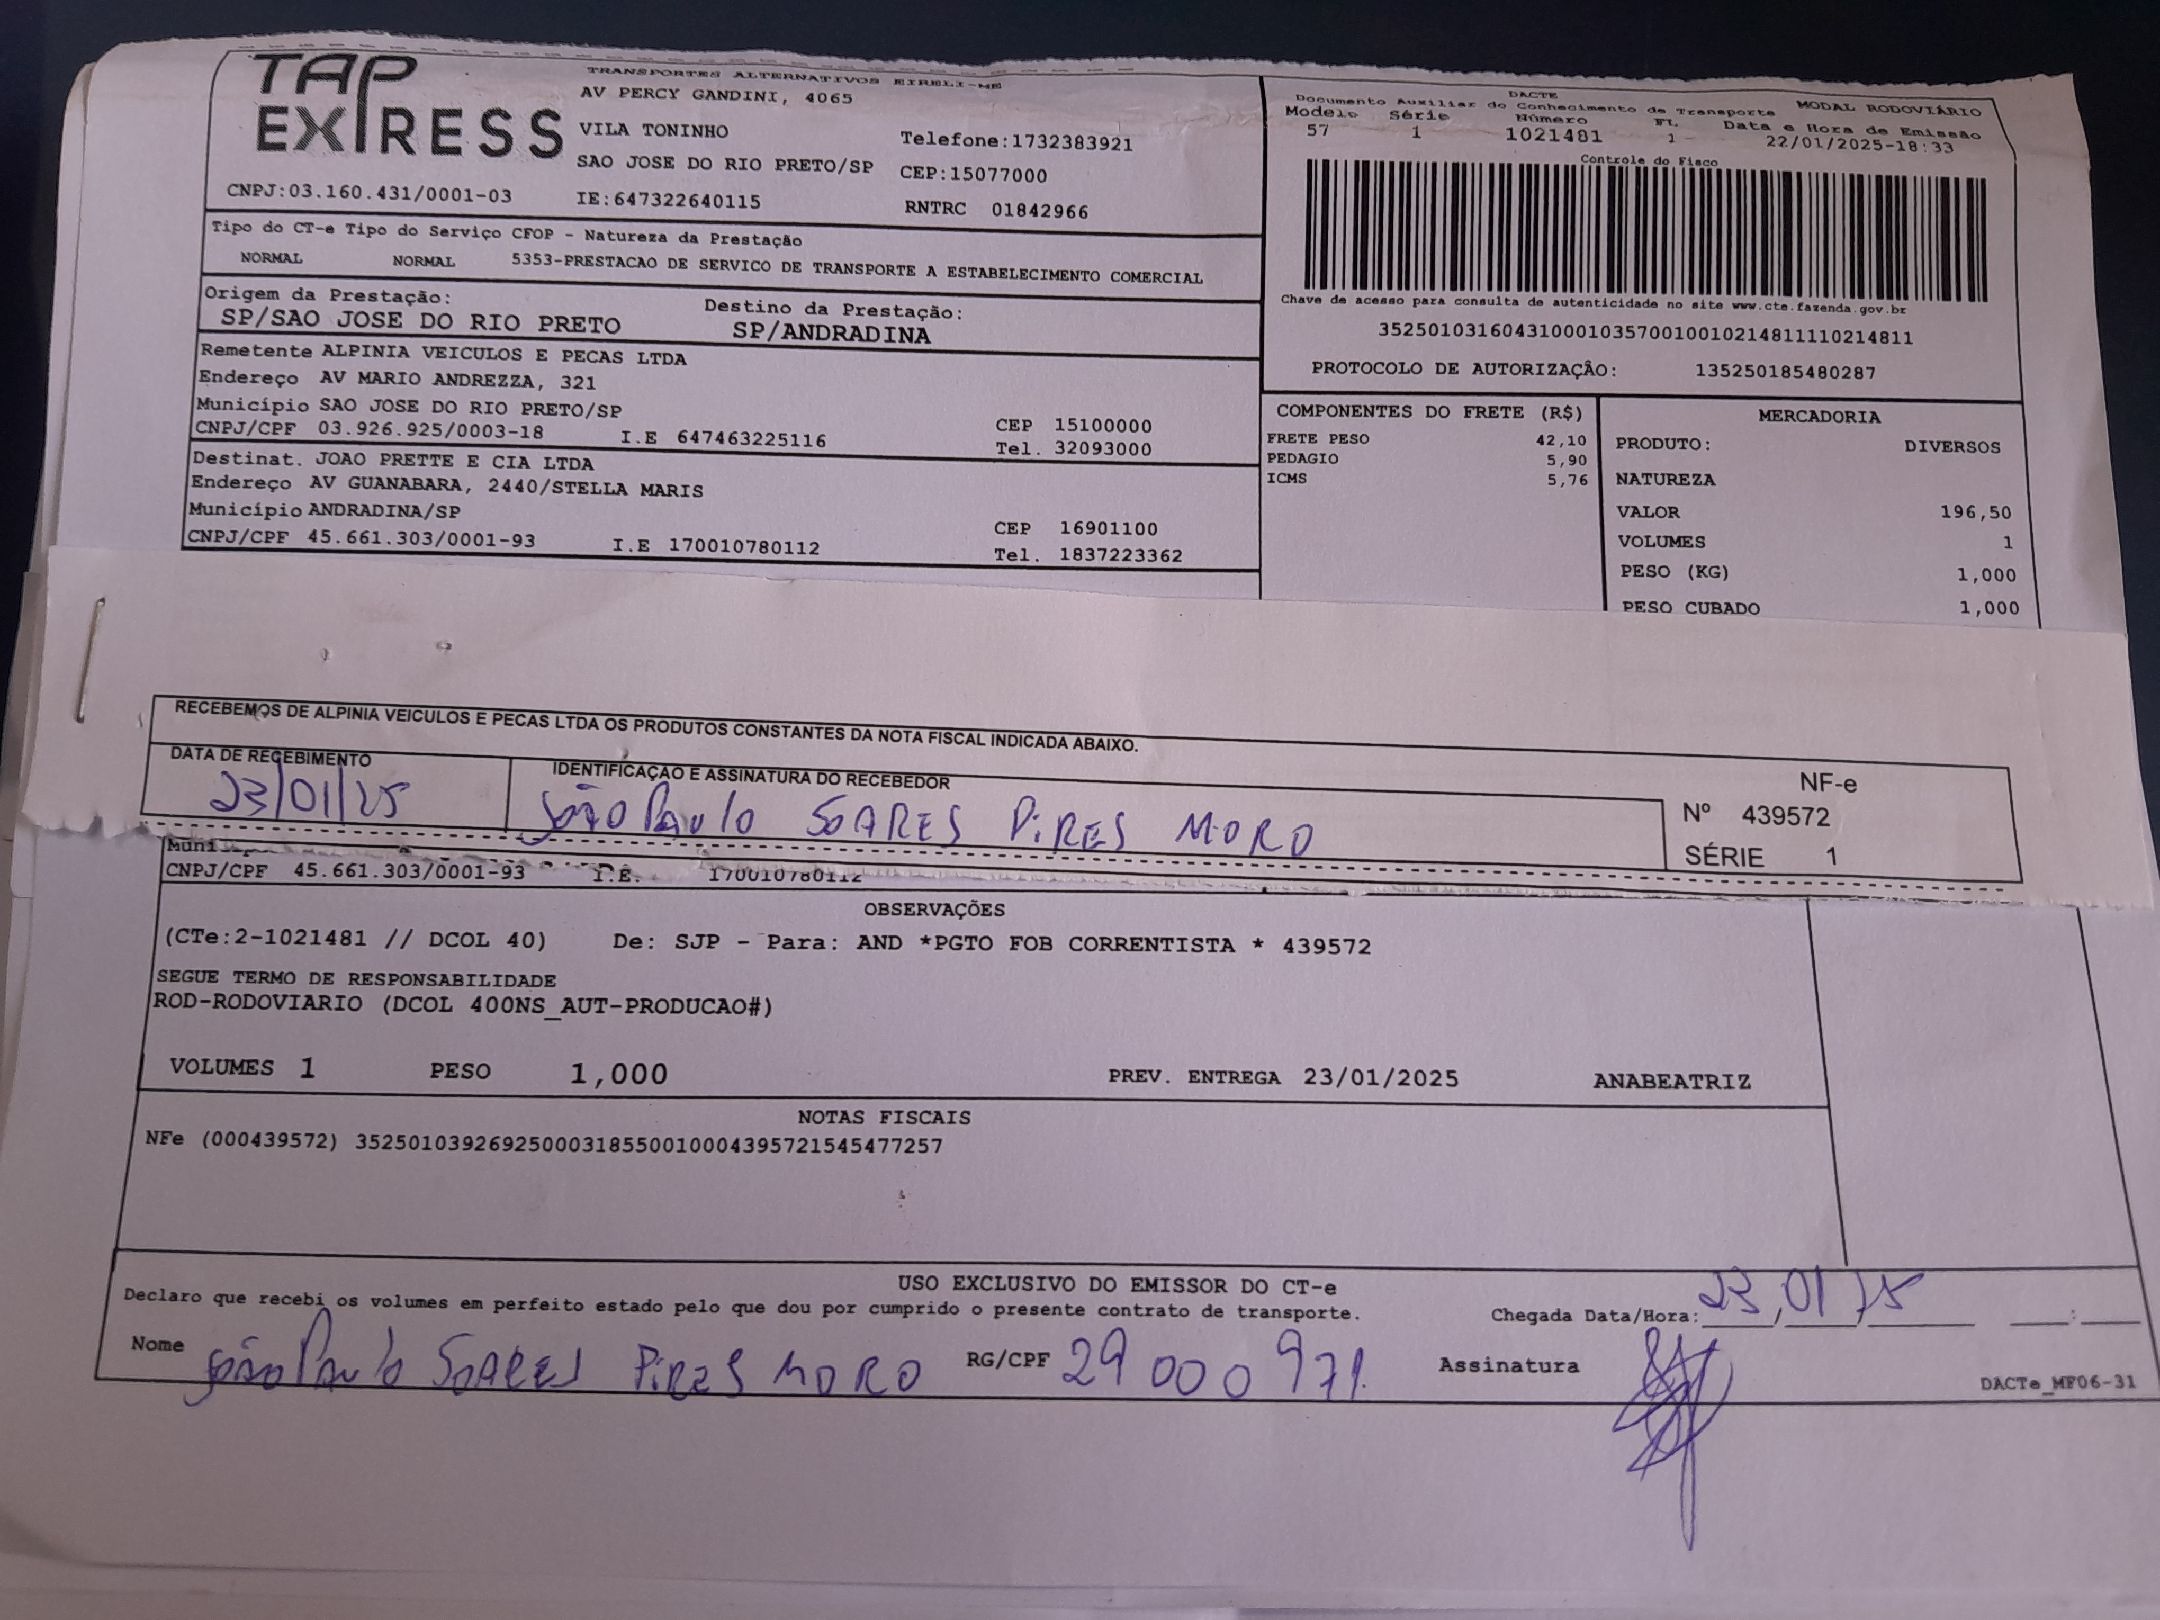 TAP EXPRESS
TRANSPORTES ALTERNATIVOS EIRELI-ME
AV PERCY GANDINI, 4065
VILA TONINHO Telefone:1732383921
SAO JOSE DO RIO PRETO/SP CEP:15077000
CNPJ:03.160.431/0001-03 IE:647322640115 RNTRC 01842966
DACTE
Documento Auxiliar do Conhecimento de Transporte MODAL RODOVIÁRIO
Modelo Série Número FL Data e Hora de Emissão
57 1 1021481 1 22/01/2025-18:33
Controle do Fisco
Chave de acesso para consulta de autenticidade no site www.cte.fazenda.gov.br
35250103160431000103570010010214811110214811
PROTOCOLO DE AUTORIZAÇÂO: 135250185480287
Tipo do CT-e Tipo do Serviço CFOP - Natureza da Prestação
NORMAL NORMAL 5353-PRESTACAO DE SERVICO DE TRANSPORTE A ESTABELECIMENTO COMERCIAL
Origem da Prestação: Destino da Prestação:
SP/SAO JOSE DO RIO PRETO SP/ANDRADINA
Remetente ALPINIA VEICULOS E PECAS LTDA
Endereço AV MARIO ANDREZZA, 321
Município SAO JOSE DO RIO PRETO/SP CEP 15100000
CNPJ/CPF 03.926.925/0003-18 I.E 647463225116 Tel. 32093000
Destinat. JOAO PRETTE E CIA LTDA
Endereço AV GUANABARA, 2440/STELLA MARIS
Município ANDRADINA/SP CEP 16901100
CNPJ/CPF 45.661.303/0001-93 I.E 170010780112 Tel. 1837223362
COMPONENTES DO FRETE (R$)
FRETE PESO 42,10
PEDAGIO 5,90
ICMS 5,76
MERCADORIA
PRODUTO: DIVERSOS
NATUREZA
VALOR 196,50
VOLUMES 1
PESO (KG) 1,000
PESO CUBADO 1,000
RECEBEMOS DE ALPINIA VEICULOS E PECAS LTDA OS PRODUTOS CONSTANTES DA NOTA FISCAL INDICADA ABAIXO.
DATA DE RECEBIMENTO IDENTIFICAÇÃO E ASSINATURA DO RECEBEDOR
23/01/25 João Paulo SOARES PiRES MORO
NF-e
Nº 439572
SÉRIE 1
CNPJ/CPF 45.661.303/0001-93 I.E. 170010780112
OBSERVAÇÕES
(CTe:2-1021481 // DCOL 40) De: SJP - Para: AND *PGTO FOB CORRENTISTA * 439572
SEGUE TERMO DE RESPONSABILIDADE
ROD-RODOVIARIO (DCOL 400NS_AUT-PRODUCAO#)
VOLUMES 1 PESO 1,000 PREV. ENTREGA 23/01/2025 ANABEATRIZ
NOTAS FISCAIS
NFe (000439572) 35250103926925000318550010004395721545477257
USO EXCLUSIVO DO EMISSOR DO CT-e
Declaro que recebi os volumes em perfeito estado pelo que dou por cumprido o presente contrato de transporte. Chegada Data/Hora: 23/01/25
Nome João Paulo SOARES PiRES MORO RG/CPF 29 000 971 Assinatura
DACTe_MF06-31